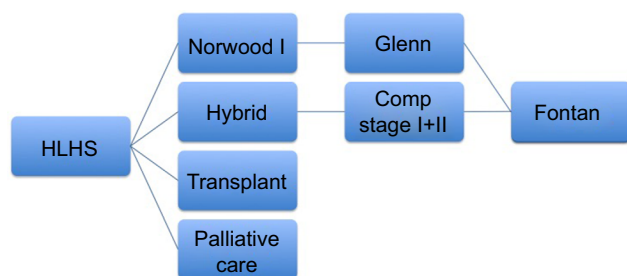 Norwood I
Glenn
Hybrid
Comp
stage I+II
HLHS
Fontan
Transplant
Palliative
care